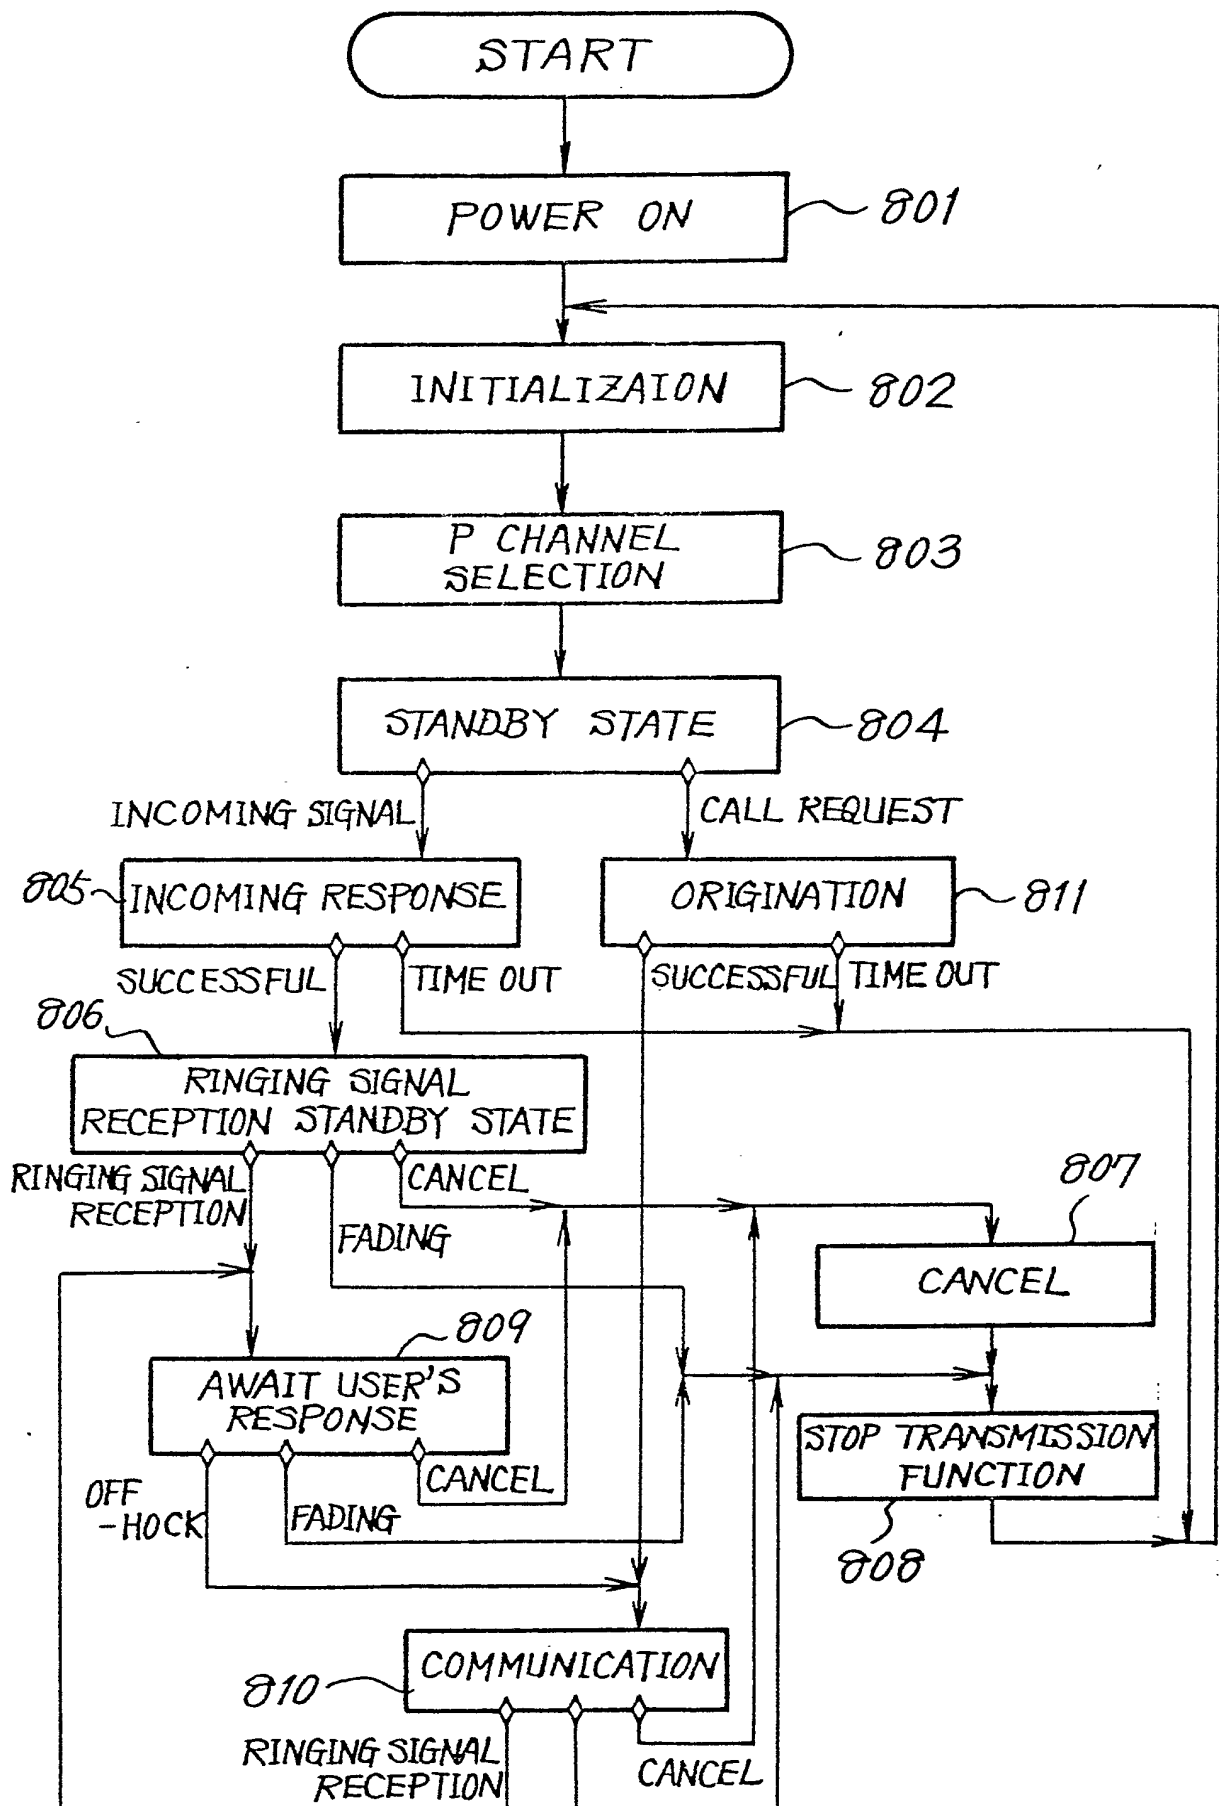 START
POWER ON
801
INITIALIZAION
802
P CHANNEL
SELECTION
803
STANDBY STATE
804
INCOMING SIGNAL
CALL REQUEST
805
INCOMING RESPONSE
ORIGINATION
811
SUCCESSFUL
TIME OUT
SUCCESSFUL
TIME OUT
806
RINGING SIGNAL
RECEPTION STANDBY STATE
RINGING SIGNAL
RECEPTION
CANCEL
FADING
807
CANCEL
809
AWAIT USER'S
RESPONSE
STOP TRANSMISSION
FUNCTION
OFF
-HOCK
FADING
CANCEL
808
COMMUNICATION
810
RINGING SIGNAL
RECEPTION
CANCEL